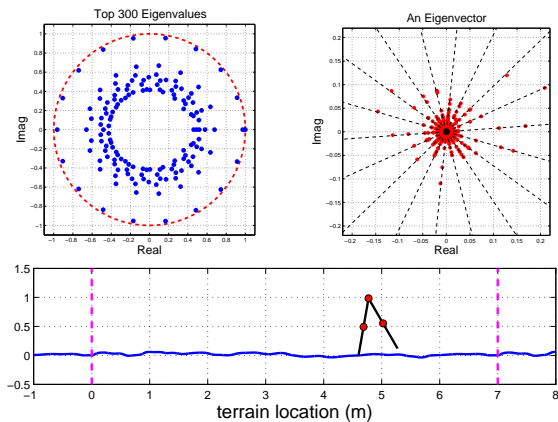 Top 300 Eigenvalues
1
0.8
0.6
0.4
0.2
0
−0.2
−0.4
−0.6
−0.8
−1
Imag
−1 −0.8 −0.6 −0.4 −0.2 0 0.2 0.4 0.6 0.8 1
Real
An Eigenvector
0.2
0.15
0.1
0.05
0
−0.05
−0.1
−0.15
−0.2
Imag
−0.2 −0.15 −0.1 −0.05 0 0.05 0.1 0.15 0.2
Real
1.5
1
0.5
0
−0.5
−1 0 1 2 3 4 5 6 7 8
terrain location (m)